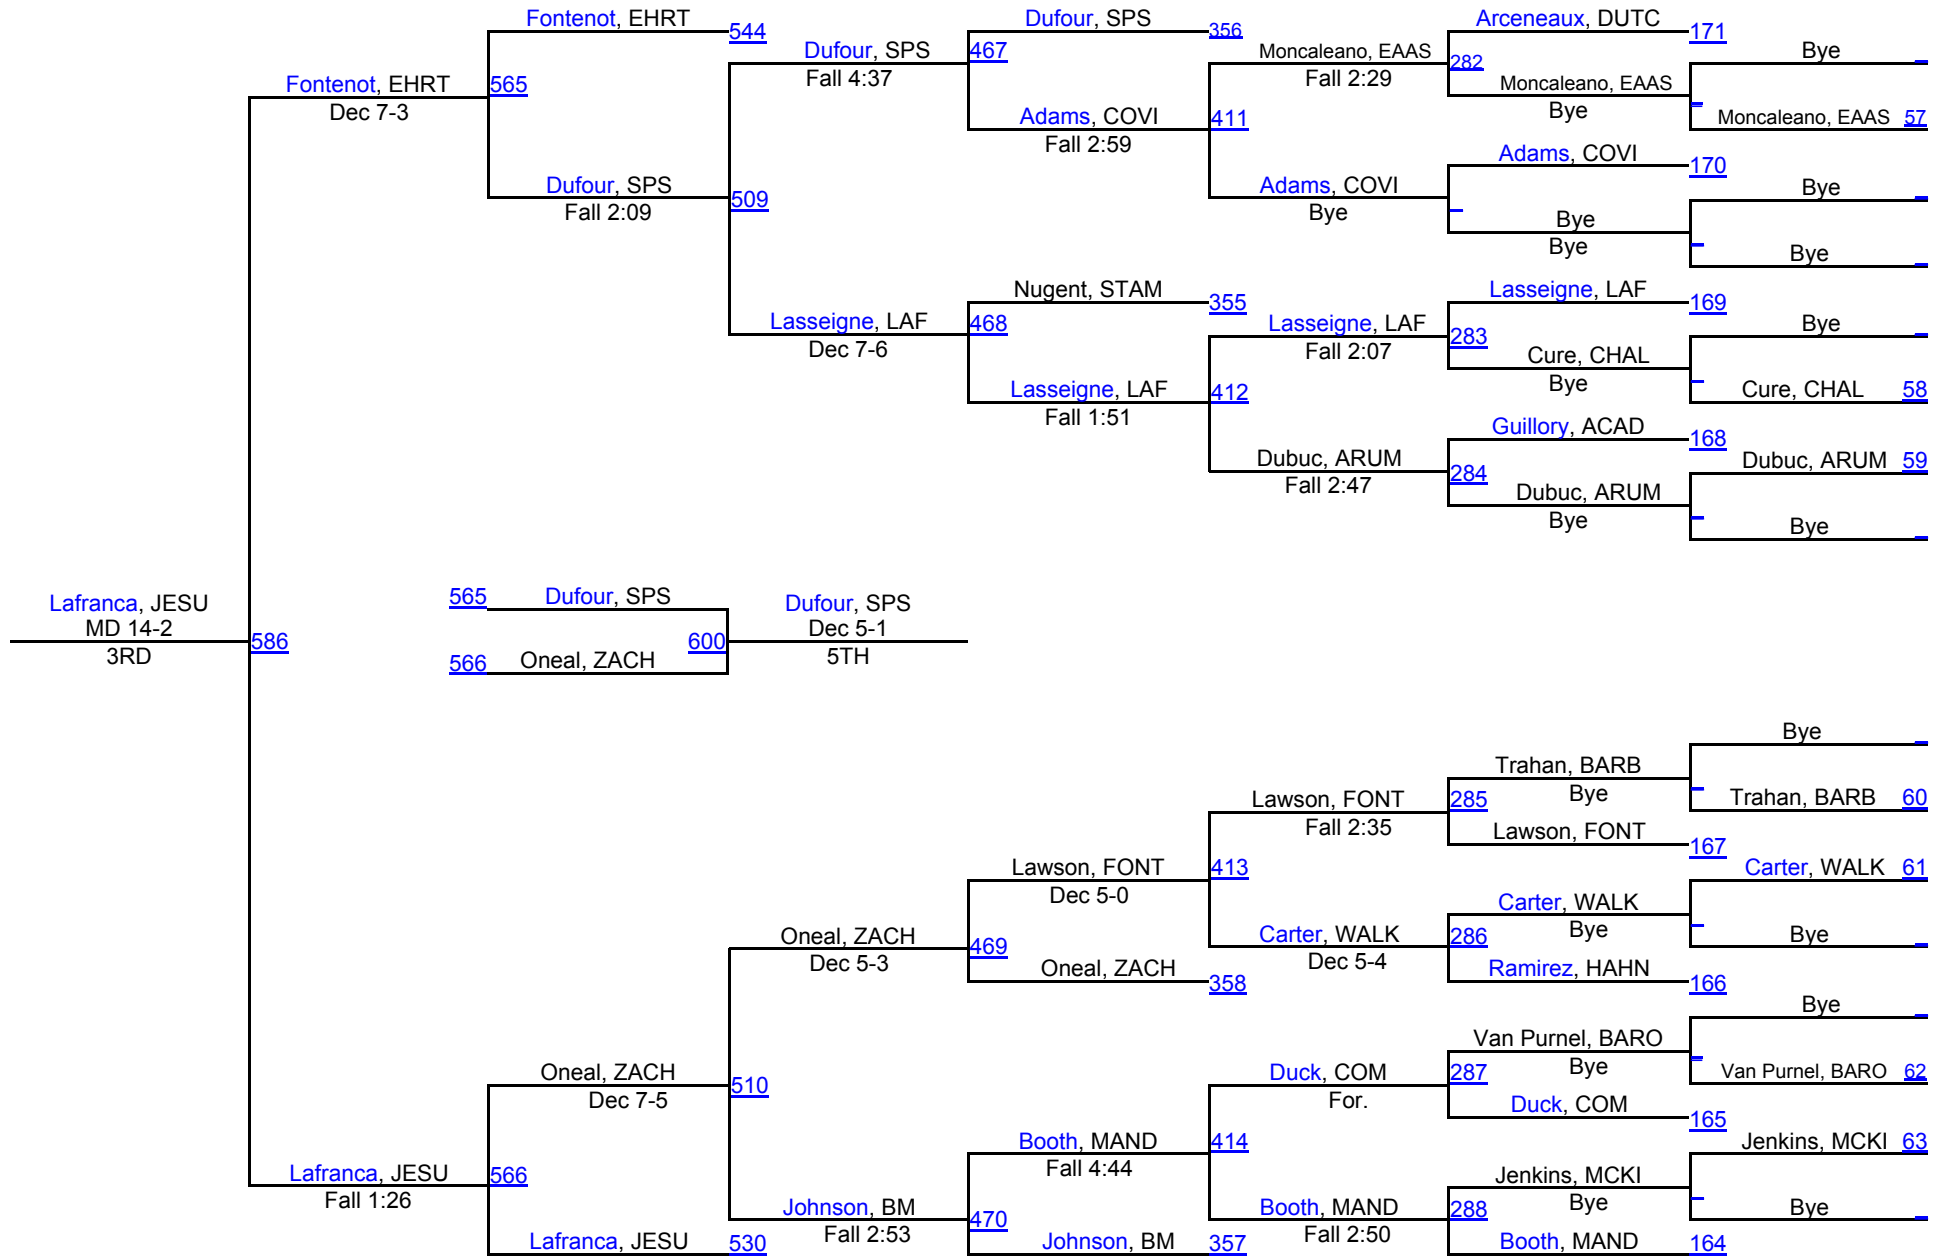 Fontenot, EHRT
544
Dufour, SPS
356
Arceneaux, DUTC
171
Bye
Dufour, SPS
Fall 4:37
467
Moncaleano, EAAS
Fall 2:29
282
Moncaleano, EAAS
Bye
Fontenot, EHRT
Dec 7-3
565
Adams, COVI
Fall 2:59
411
Moncaleano, EAAS 57
Adams, COVI
170
Dufour, SPS
Fall 2:09
509
Adams, COVI
Bye
Bye
Bye
Bye
Bye
Nugent, STAM
355
Lasseigne, LAF
169
Lasseigne, LAF
Dec 7-6
468
Lasseigne, LAF
Fall 2:07
283
Bye
Cure, CHAL
Bye
Lasseigne, LAF
Fall 1:51
412
Cure, CHAL 58
Guillory, ACAD
168
Dubuc, ARUM
Fall 2:47
284
Dubuc, ARUM 59
Dubuc, ARUM
Bye
Bye
Lafranca, JESU
MD 14-2
3RD
586
565 Dufour, SPS
566 Oneal, ZACH
600
Dufour, SPS
Dec 5-1
5TH
Bye
Trahan, BARB
Bye
Lawson, FONT
Fall 2:35
285
Trahan, BARB 60
Lawson, FONT
167
Lawson, FONT
Dec 5-0
413
Carter, WALK 61
Carter, WALK
Bye
Oneal, ZACH
Dec 5-3
469
Carter, WALK
Dec 5-4
286
Bye
Oneal, ZACH
358
Ramirez, HAHN
166
Bye
Van Purnel, BARO
Bye
Oneal, ZACH
Dec 7-5
510
Duck, COM
For.
287
Van Purnel, BARO 62
Duck, COM
165
Booth, MAND
Fall 4:44
414
Jenkins, MCKI 63
Lafranca, JESU
Fall 1:26
566
Jenkins, MCKI
Bye
Johnson, BM
Fall 2:53
470
Booth, MAND
Fall 2:50
288
Bye
Lafranca, JESU
530
Johnson, BM
357
Booth, MAND
164